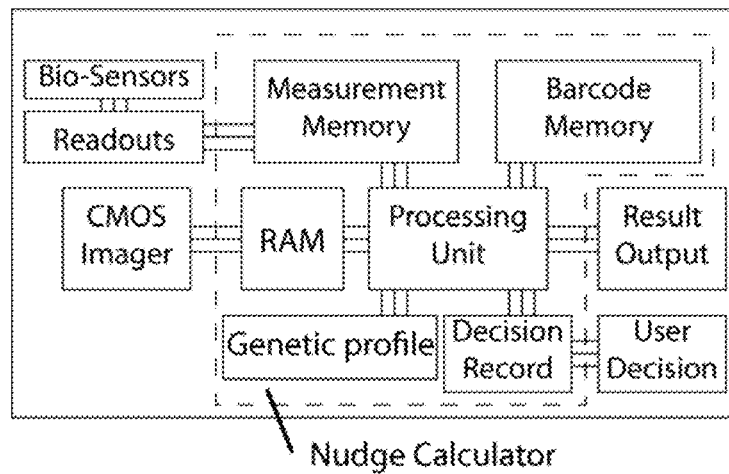 Bio-Sensors
Readouts
Measurement
Memory
Barcode
Memory
CMOS
Imager
RAM
Processing
Unit
Result
Output
Genetic profile
Decision
Record
User
Decision
Nudge Calculator